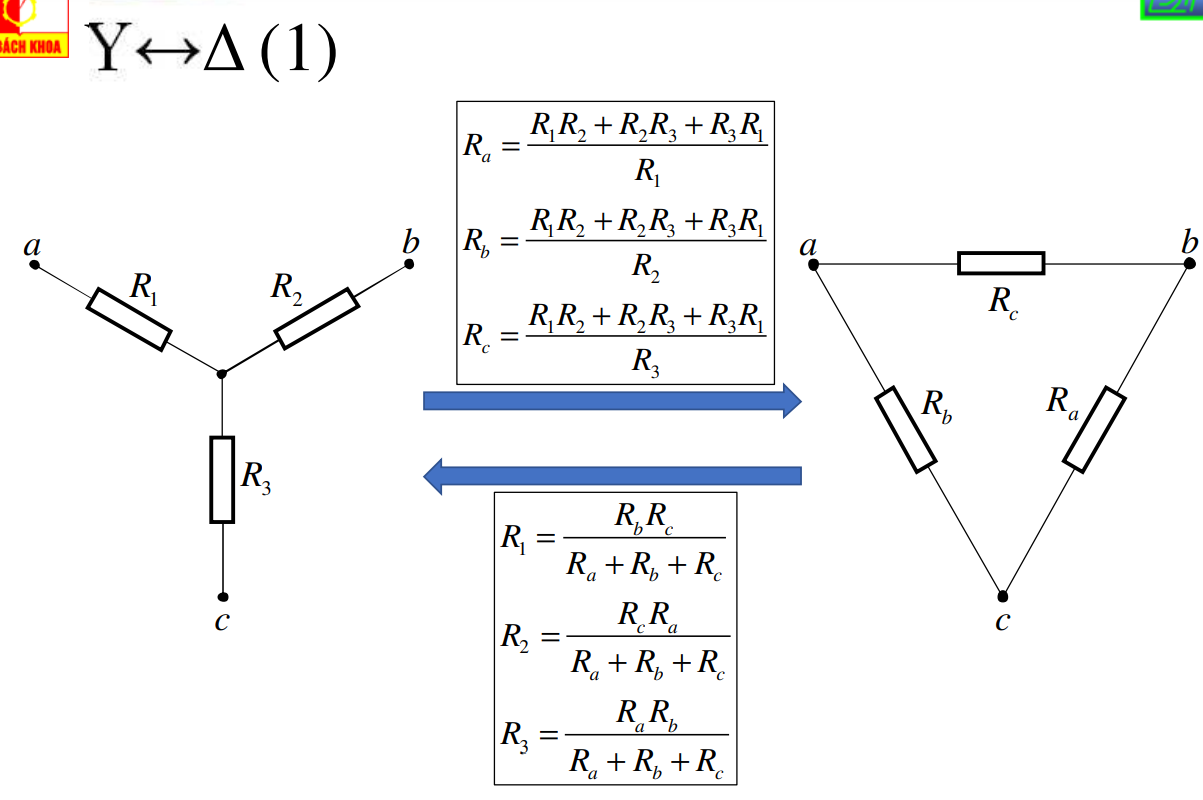 BÁCH KHOA
Y↔Δ (1)
R_a = (R_1R_2 + R_2R_3 + R_3R_1) / R_1
R_b = (R_1R_2 + R_2R_3 + R_3R_1) / R_2
R_c = (R_1R_2 + R_2R_3 + R_3R_1) / R_3
a
b
R_1
R_2
R_3
c
a
b
R_c
R_b
R_a
c
R_1 = R_bR_c / (R_a + R_b + R_c)
R_2 = R_cR_a / (R_a + R_b + R_c)
R_3 = R_aR_b / (R_a + R_b + R_c)